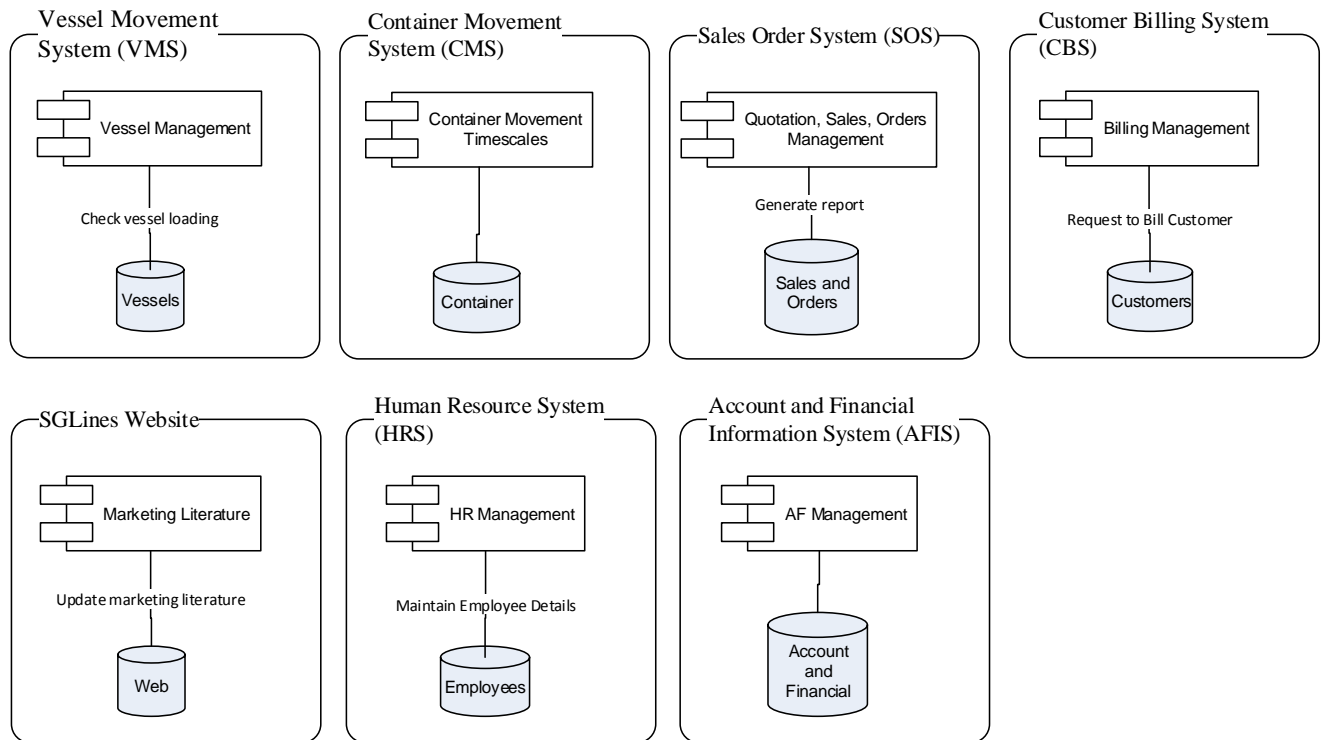 Vessel Movement
System (VMS)
Vessel Management
Check vessel loading
Vessels
Container Movement
System (CMS)
Container Movement
Timescales
Container
Sales Order System (SOS)
Quotation, Sales, Orders
Management
Generate report
Sales and
Orders
Customer Billing System
(CBS)
Billing Management
Request to Bill Customer
Customers
SGLines Website
Marketing Literature
Update marketing literature
Web
Human Resource System
(HRS)
HR Management
Maintain Employee Details
Employees
Account and Financial
Information System (AFIS)
AF Management
Account
and
Financial